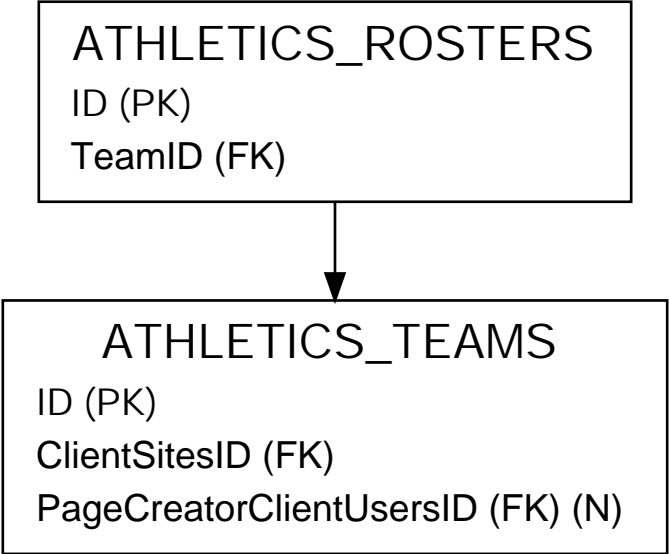 ATHLETICS_ROSTERS
ID (PK)
TeamID (FK)
ATHLETICS_TEAMS
ID (PK)
ClientSitesID (FK)
PageCreatorClientUsersID (FK) (N)